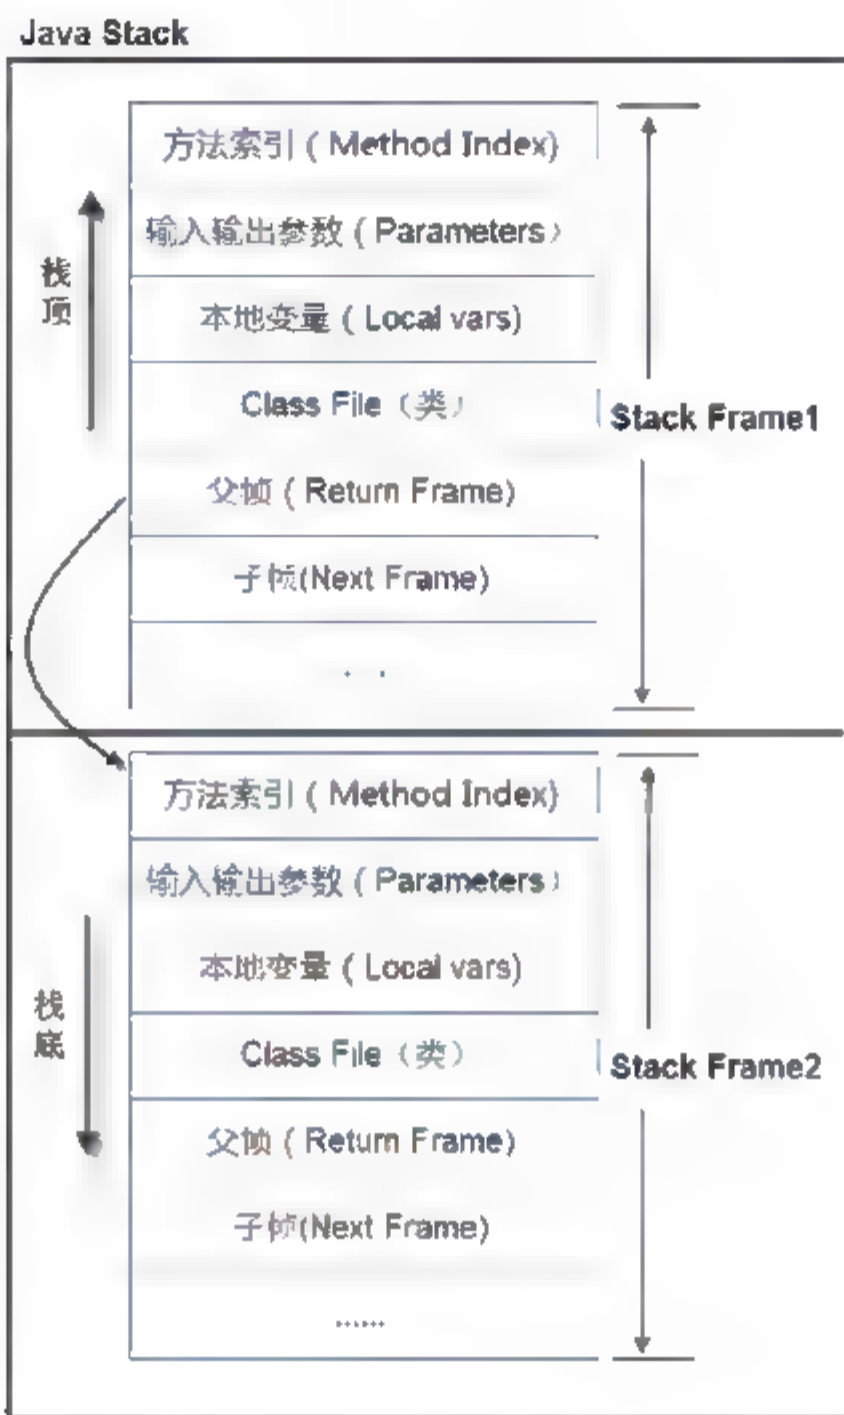 Java Stack
方法索引 ( Method Index)
输入输出参数 ( Parameters )
栈顶
本地变量 ( Local vars)
Class File（类）
Stack Frame1
父帧 ( Return Frame)
子帧(Next Frame)
. .
方法索引 ( Method Index)
输入输出参数 ( Parameters )
本地变量 ( Local vars)
栈底
Class File（类）
Stack Frame2
父帧 ( Return Frame)
子帧(Next Frame)
......